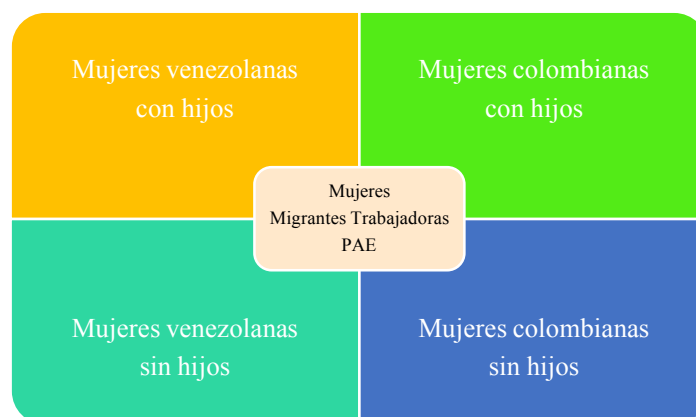 Mujeres venezolanas
con hijos
Mujeres colombianas
con hijos
Mujeres
Migrantes Trabajadoras
PAE
Mujeres venezolanas
sin hijos
Mujeres colombianas
sin hijos